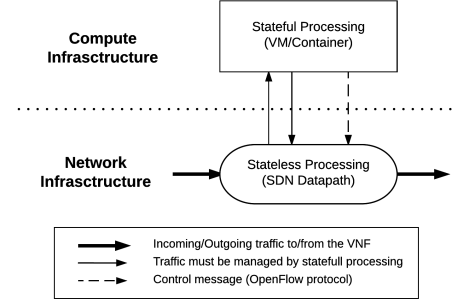 Compute
Infrasctructure
Stateful Processing
(VM/Container)
Network
Infrasctructure
Stateless Processing
(SDN Datapath)
Incoming/Outgoing traffic to/from the VNF
Traffic must be managed by statefull processing
Control message (OpenFlow protocol)